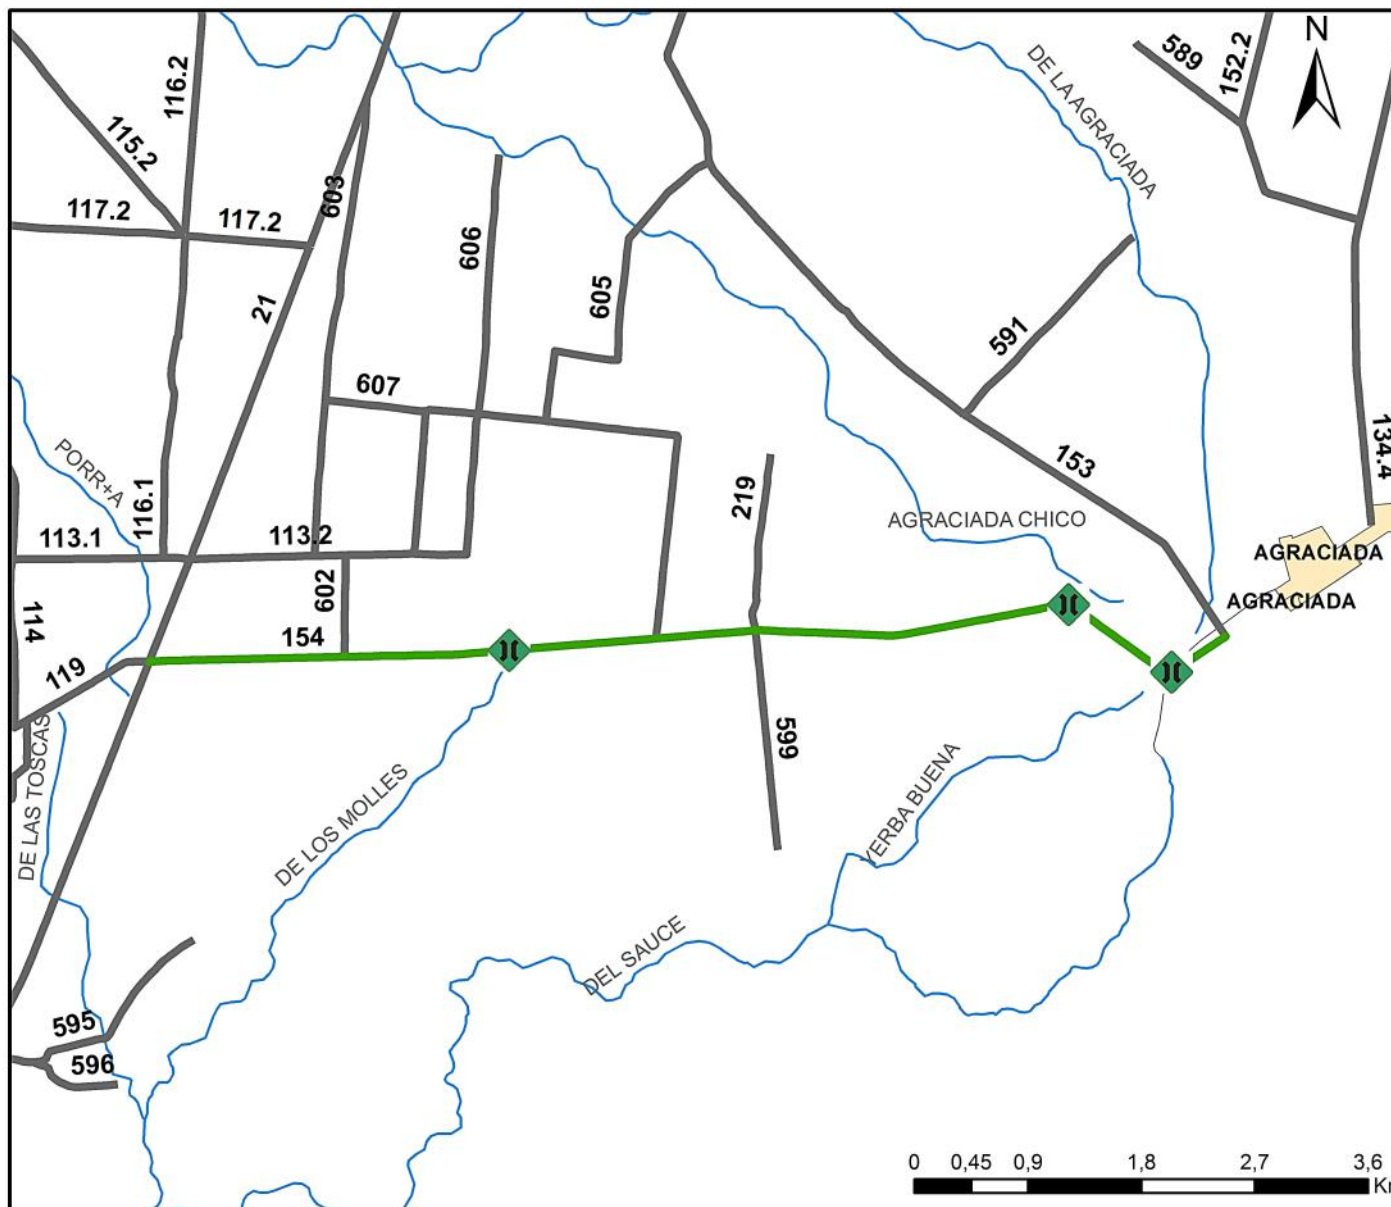 N
DE LA AGRACIADA
589
152.2
116.2
115.2
117.2
117.2
603
606
21
605
591
607
153
134.4
PORR+A
116.1
219
113.1
113.2
AGRACIADA CHICO
AGRACIADA
602
AGRACIADA
114
154
119
599
DE LAS TOSCAS
DE LOS MOLLES
YERBA BUENA
DEL SAUCE
595
596
0 0,45 0,9 1,8 2,7 3,6